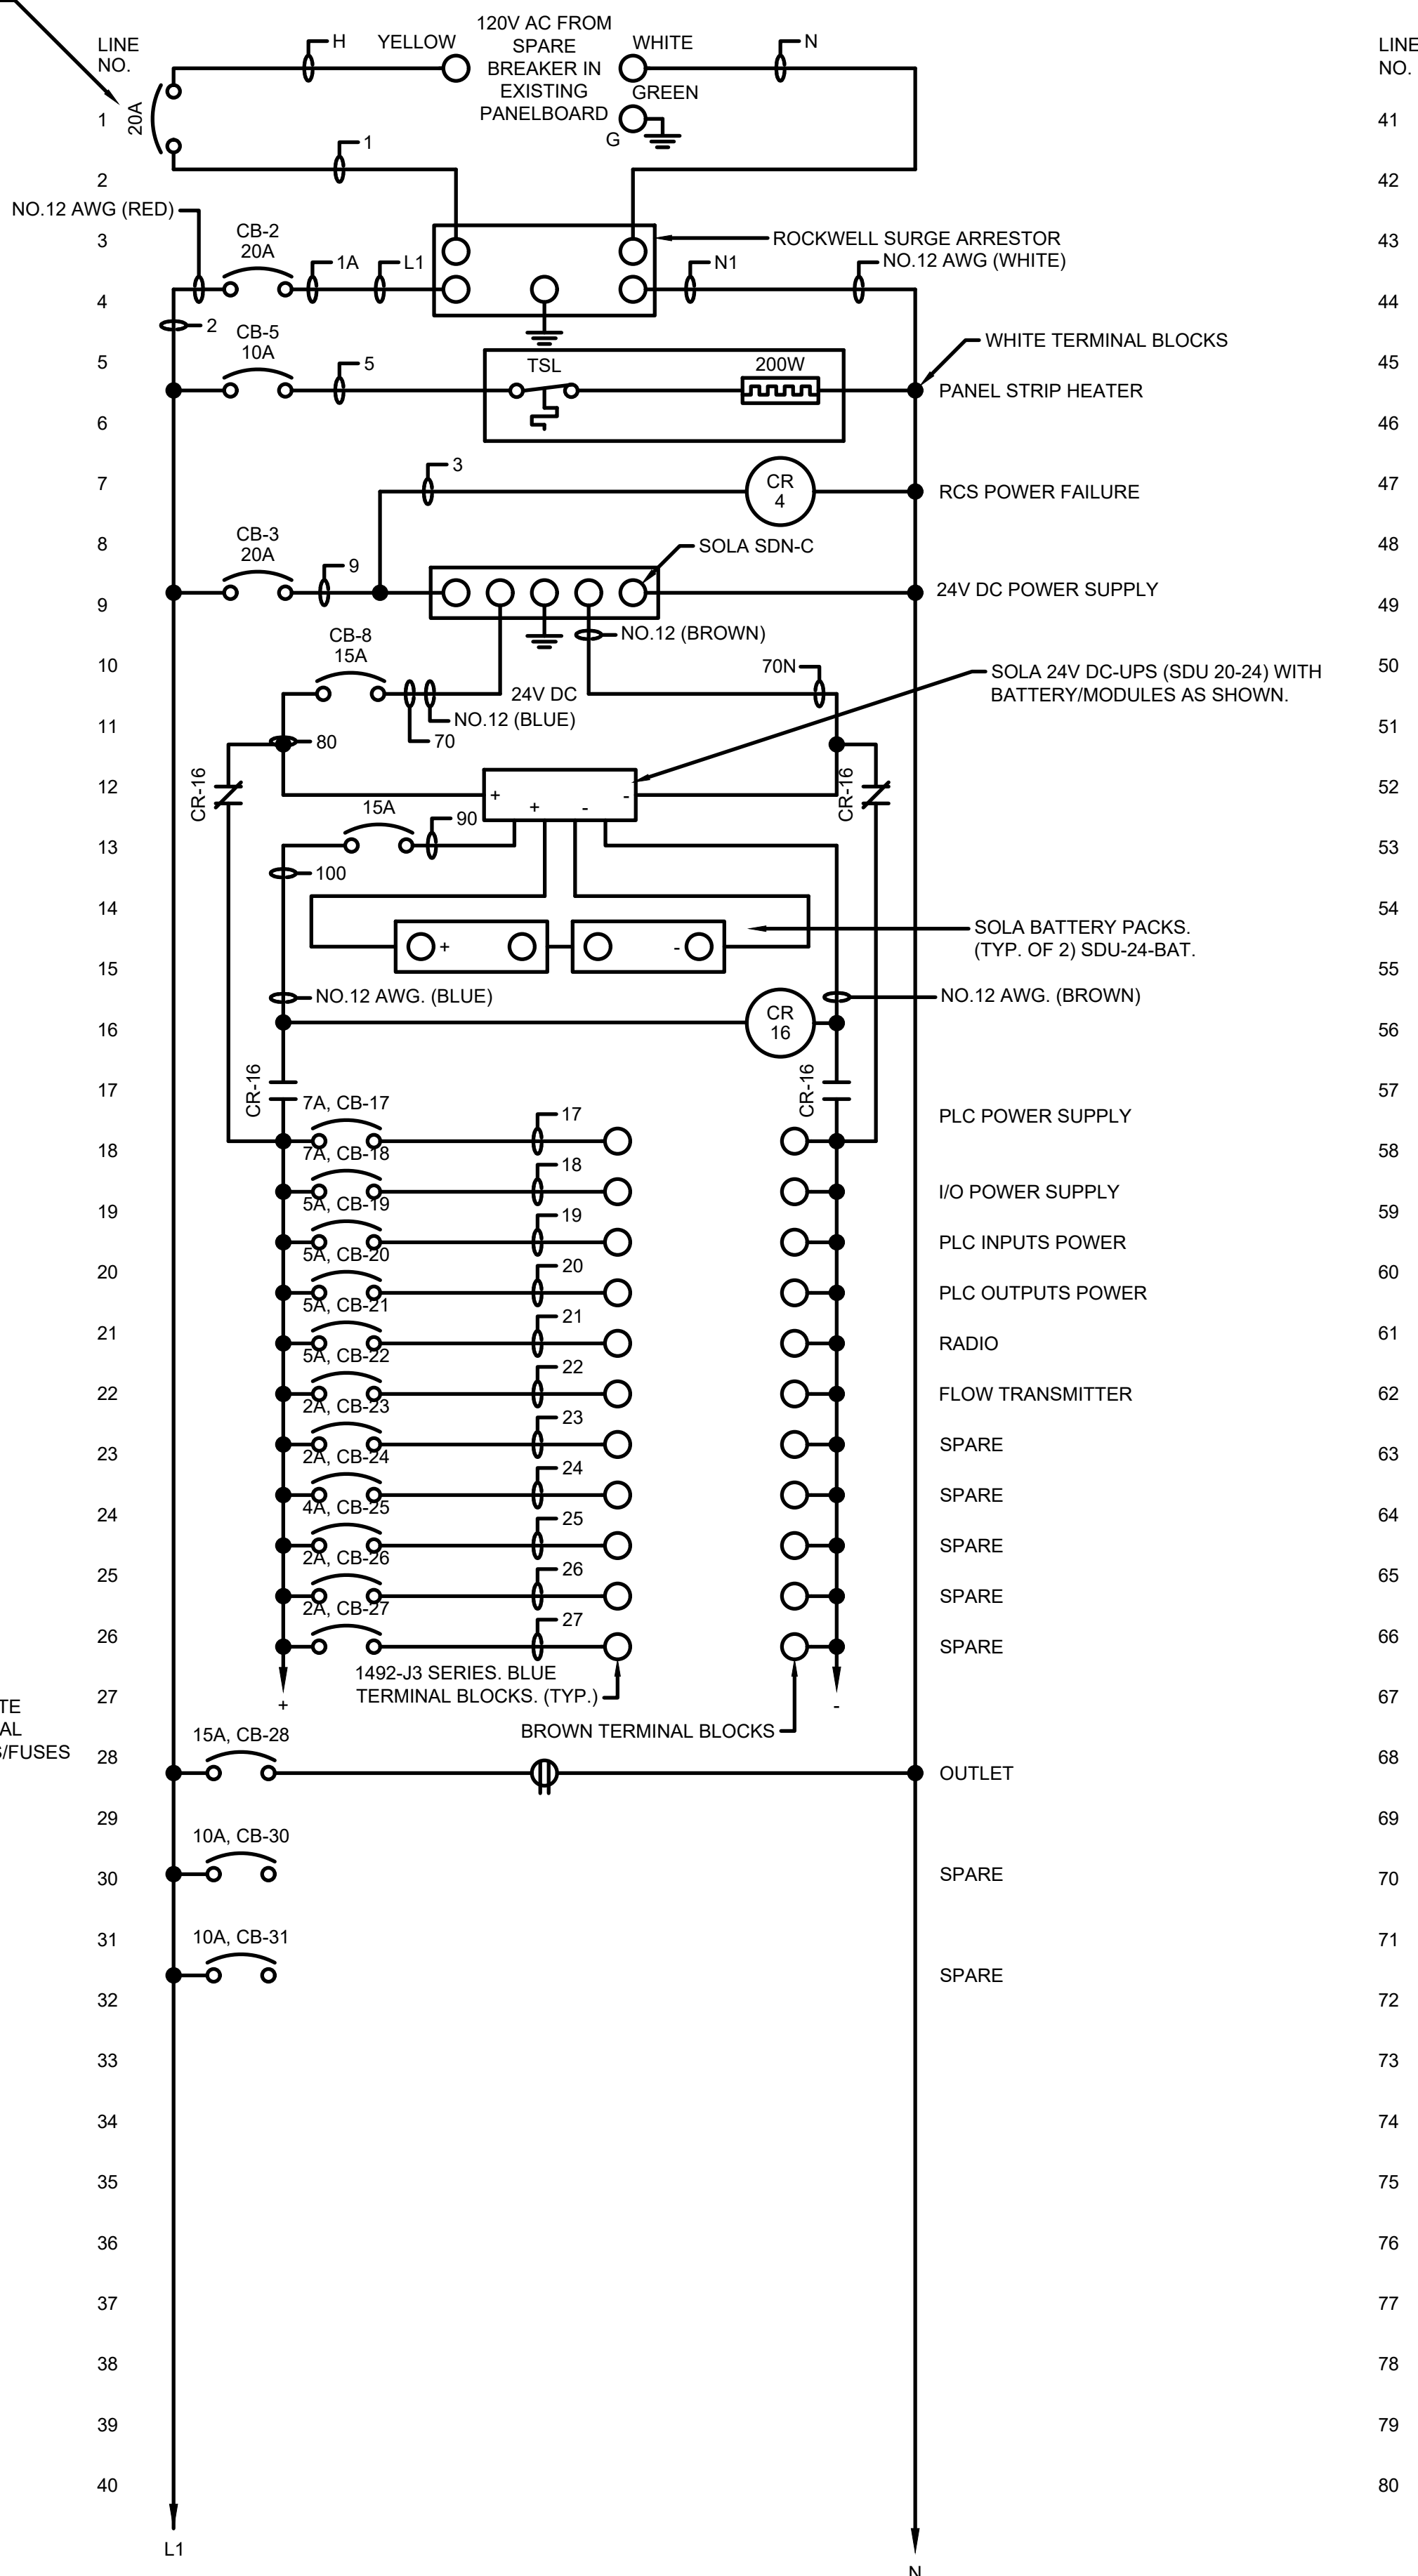 LINE
NO.
H
YELLOW
120V AC FROM
SPARE
BREAKER IN
EXISTING
PANELBOARD
WHITE
GREEN
G
N
LINE
NO.
20A
1
1
41
2
42
NO.12 AWG (RED)
3
CB-2
20A
1A
L1
ROCKWELL SURGE ARRESTOR
N1
NO.12 AWG (WHITE)
43
4
44
2
CB-5
10A
5
5
TSL
200W
WHITE TERMINAL BLOCKS
45
PANEL STRIP HEATER
6
46
3
7
CR
4
RCS POWER FAILURE
47
8
CB-3
20A
9
SOLA SDN-C
48
9
24V DC POWER SUPPLY
49
NO.12 (BROWN)
10
CB-8
15A
24V DC
70N
SOLA 24V DC-UPS (SDU 20-24) WITH
BATTERY/MODULES AS SHOWN.
50
NO.12 (BLUE)
11
80
70
51
12
CR-16
+
+
-
-
CR-16
52
15A
90
13
53
100
14
54
SOLA BATTERY PACKS.
(TYP. OF 2) SDU-24-BAT.
+
-
15
55
NO.12 AWG. (BLUE)
NO.12 AWG. (BROWN)
16
CR
16
56
17
CR-16
CR-16
57
7A, CB-17
17
PLC POWER SUPPLY
18
58
7A, CB-18
18
I/O POWER SUPPLY
19
59
5A, CB-19
19
PLC INPUTS POWER
20
60
5A, CB-20
20
PLC OUTPUTS POWER
21
61
5A, CB-21
21
RADIO
22
62
5A, CB-22
22
FLOW TRANSMITTER
23
63
2A, CB-23
23
SPARE
24
64
2A, CB-24
24
SPARE
25
65
4A, CB-25
25
SPARE
26
66
2A, CB-26
26
SPARE
2A, CB-27
27
SPARE
27
67
+
1492-J3 SERIES. BLUE
TERMINAL BLOCKS. (TYP.)
-
BROWN TERMINAL BLOCKS
TE
AL
S/FUSES
28
15A, CB-28
OUTLET
68
29
69
10A, CB-30
30
SPARE
70
31
10A, CB-31
71
SPARE
32
72
33
73
34
74
35
75
36
76
37
77
38
78
39
79
40
80
L1
N